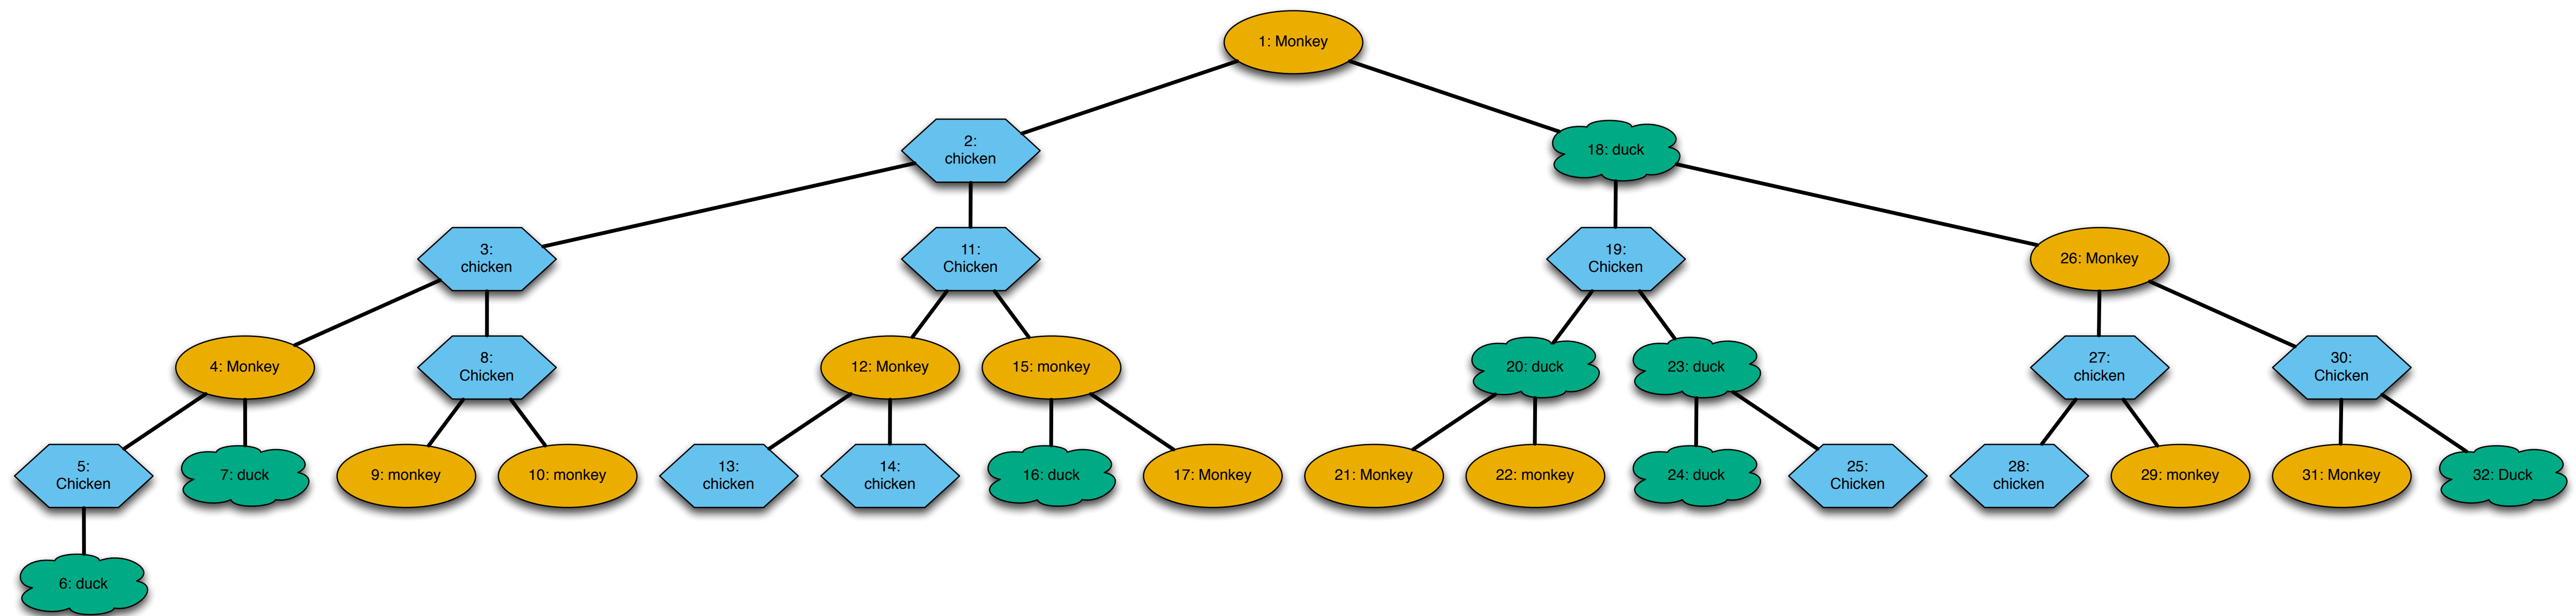 1: Monkey
2:
chicken
18: duck
3:
chicken
11:
Chicken
19:
Chicken
26: Monkey
4: Monkey
8:
Chicken
12: Monkey
15: monkey
20: duck
23: duck
27:
chicken
30:
Chicken
5:
Chicken
7: duck
9: monkey
10: monkey
13:
chicken
14:
chicken
16: duck
17: Monkey
21: Monkey
22: monkey
24: duck
25:
Chicken
28:
chicken
29: monkey
31: Monkey
32: Duck
6: duck